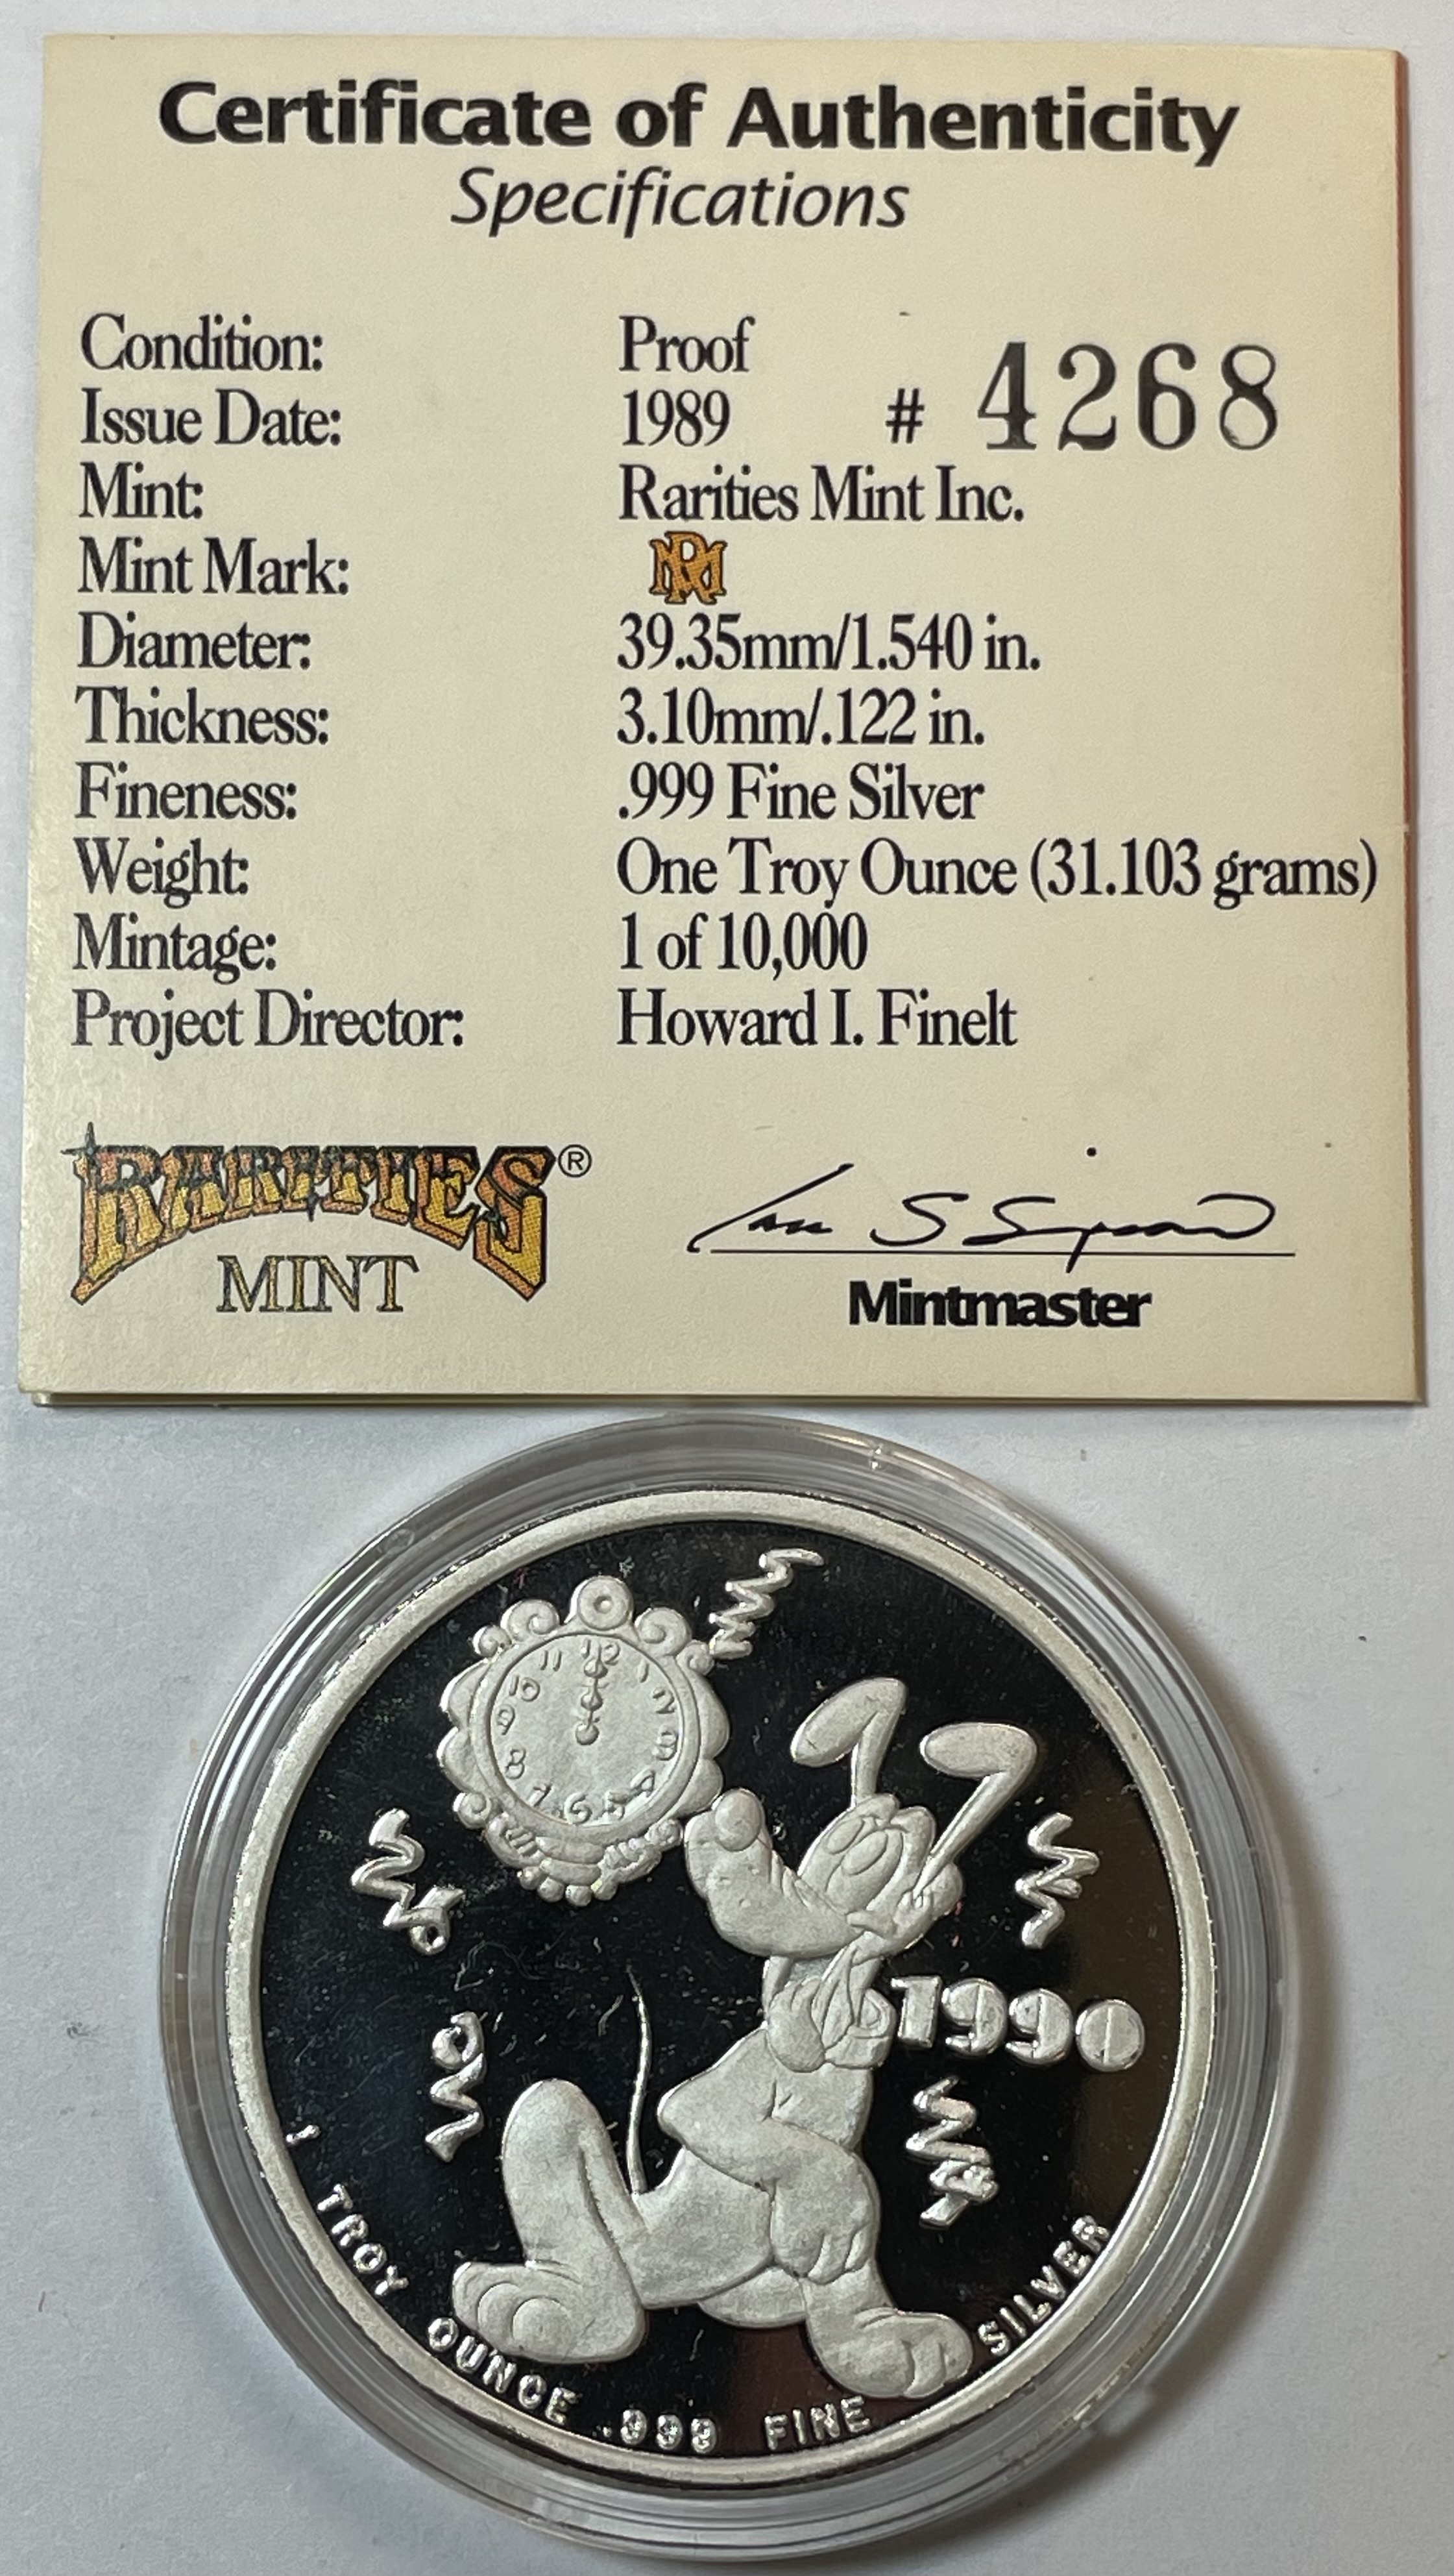 Certificate of Authenticity
Specifications
Condition: Proof
Issue Date: 1989 # 4268
Mint: Rarities Mint Inc.
Mint Mark: RM
Diameter: 39.35mm/1.540 in.
Thickness: 3.10mm/.122 in.
Fineness: .999 Fine Silver
Weight: One Troy Ounce (31.103 grams)
Mintage: 1 of 10,000
Project Director: Howard I. Finelt
RARITIES®
MINT
Mintmaster
12 1 2 3 4 5 6 7 8 9 10 11
1990
1 TROY OUNCE .999 FINE SILVER